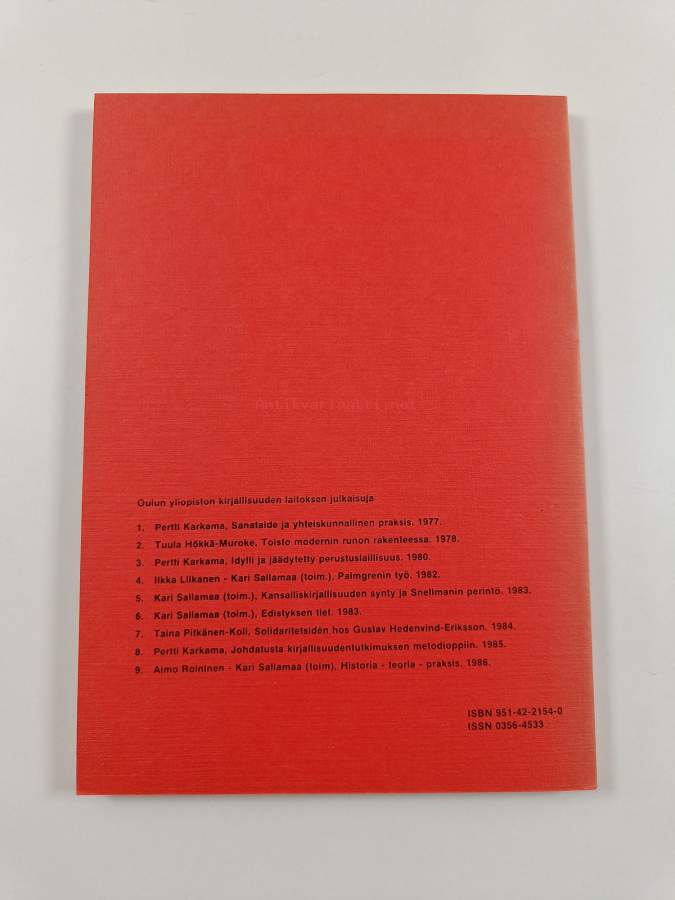 Antikvariaatti.net
Oulun yliopiston kirjallisuuden laitoksen julkaisuja
1. Pertti Karkama, Sanataide ja yhteiskunnallinen praksis. 1977.
2. Tuula Hökkä-Muroke, Toisto modernin runon rakenteessa. 1978.
3. Pertti Karkama, Idylli ja jäädytetty perustuslaillisuus. 1980.
4. Ilkka Liikanen - Kari Sallamaa (toim.), Palmgrenin työ. 1982.
5. Kari Sallamaa (toim.), Kansalliskirjallisuuden synty ja Snellmanin perintö. 1983.
6. Kari Sallamaa (toim.), Edistyksen tiet. 1983.
7. Taina Pitkänen-Koli, Solidaritetsidén hos Gustav Hedenvind-Eriksson. 1984.
8. Pertti Karkama, Johdatusta kirjallisuudentutkimuksen metodioppiin. 1985.
9. Aimo Roininen - Kari Sallamaa (toim), Historia - teoria - praksis. 1986.
ISBN 951-42-2154-0
ISSN 0356-4533